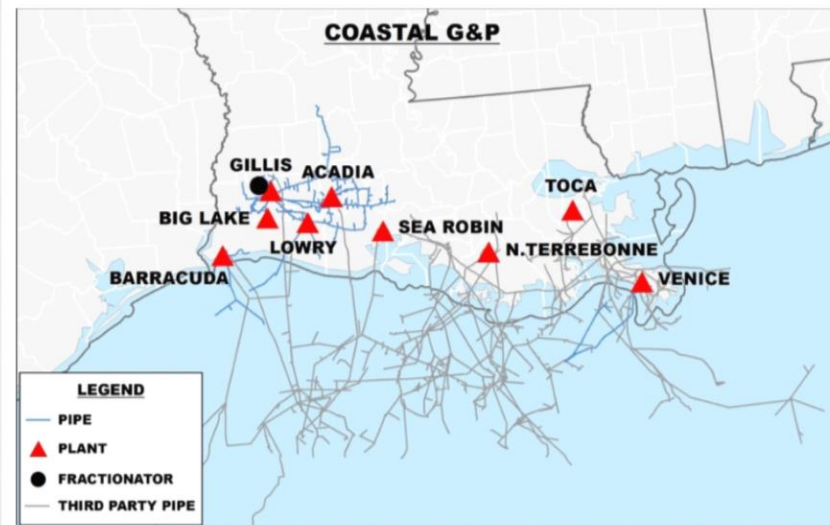 COASTAL G&P
GILLIS
ACADIA
TOCA
BIG LAKE
SEA ROBIN
LOWRY
N.TERREBONNE
BARRACUDA
VENICE
LEGEND
PIPE
PLANT
FRACTIONATOR
THIRD PARTY PIPE